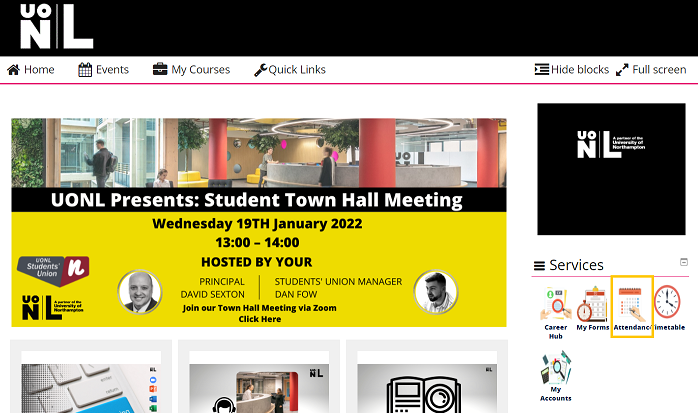 UO
N L
Home
Events
My Courses
Quick Links
Hide blocks
Full screen
UO
N L
UONL Presents: Student Town Hall Meeting
Wednesday 19TH January 2022
13:00 – 14:00
HOSTED BY YOUR
UONL
Students'
Union
n
PRINCIPAL
DAVID SEXTON
STUDENTS' UNION MANAGER
DAN FOW
UO
N L
A partner of the
University of
Northampton
Join our Town Hall Meeting via Zoom
Click Here
UO
N L
A partner of the
University of
Northampton
Services
Career
Hub
My Forms
Attendance
Timetable
My
Accounts